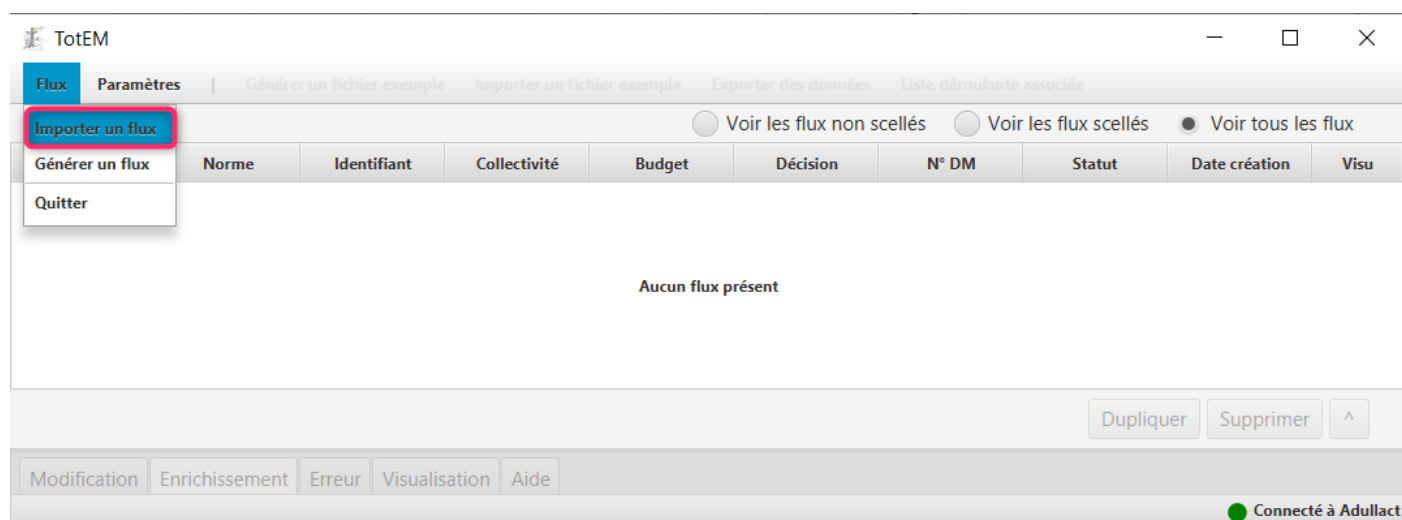 TotEM
Flux Paramètres | Générer un fichier exemple Importer un fichier exemple Exporter des données Liste déroulante associée
Importer un flux Voir les flux non scellés Voir les flux scellés Voir tous les flux
Générer un flux Norme Identifiant Collectivité Budget Décision N° DM Statut Date création Visu
Quitter
Aucun flux présent
Dupliquer Supprimer ^
Modification Enrichissement Erreur Visualisation Aide
Connecté à Adullact